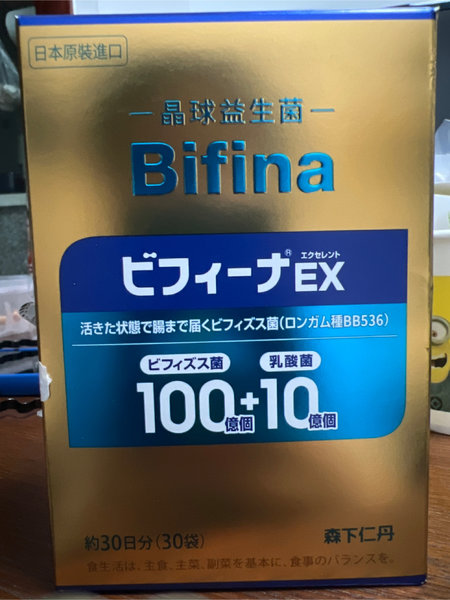 日本原裝進口
晶球益生菌
Bifina
エクセレント
ビフィーナ®EX
活きた状態で腸まで届くビフィズス菌(ロンガム種BB536)
ビフィズス菌 乳酸菌
100億個+10億個
約30日分(30袋)
森下仁丹
食生活は、主食、主菜、副菜を基本に、食事のバランスを。